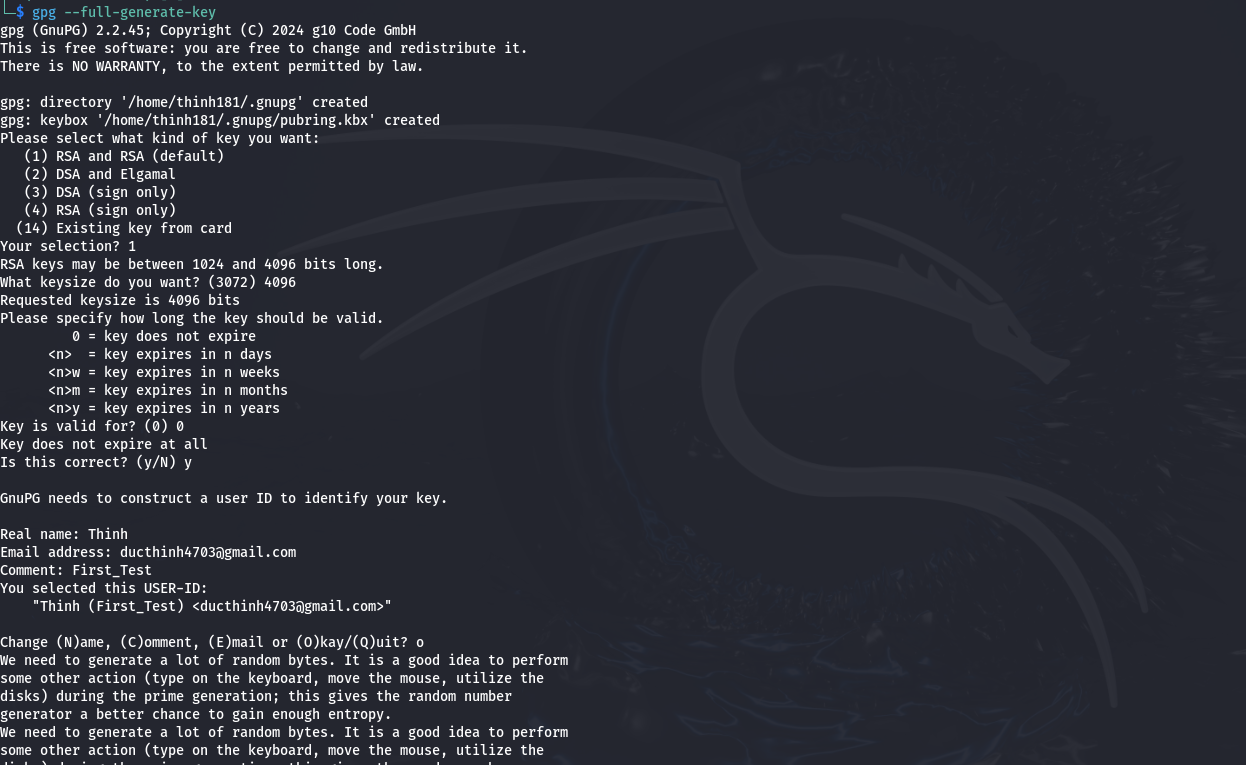 └─$ gpg --full-generate-key
gpg (GnuPG) 2.2.45; Copyright (C) 2024 g10 Code GmbH
This is free software: you are free to change and redistribute it.
There is NO WARRANTY, to the extent permitted by law.

gpg: directory '/home/thinh181/.gnupg' created
gpg: keybox '/home/thinh181/.gnupg/pubring.kbx' created
Please select what kind of key you want:
   (1) RSA and RSA (default)
   (2) DSA and Elgamal
   (3) DSA (sign only)
   (4) RSA (sign only)
  (14) Existing key from card
Your selection? 1
RSA keys may be between 1024 and 4096 bits long.
What keysize do you want? (3072) 4096
Requested keysize is 4096 bits
Please specify how long the key should be valid.
         0 = key does not expire
      <n>  = key expires in n days
      <n>w = key expires in n weeks
      <n>m = key expires in n months
      <n>y = key expires in n years
Key is valid for? (0) 0
Key does not expire at all
Is this correct? (y/N) y

GnuPG needs to construct a user ID to identify your key.

Real name: Thinh
Email address: ducthinh4703@gmail.com
Comment: First_Test
You selected this USER-ID:
    "Thinh (First_Test) <ducthinh4703@gmail.com>"

Change (N)ame, (C)omment, (E)mail or (O)kay/(Q)uit? o
We need to generate a lot of random bytes. It is a good idea to perform
some other action (type on the keyboard, move the mouse, utilize the
disks) during the prime generation; this gives the random number
generator a better chance to gain enough entropy.
We need to generate a lot of random bytes. It is a good idea to perform
some other action (type on the keyboard, move the mouse, utilize the